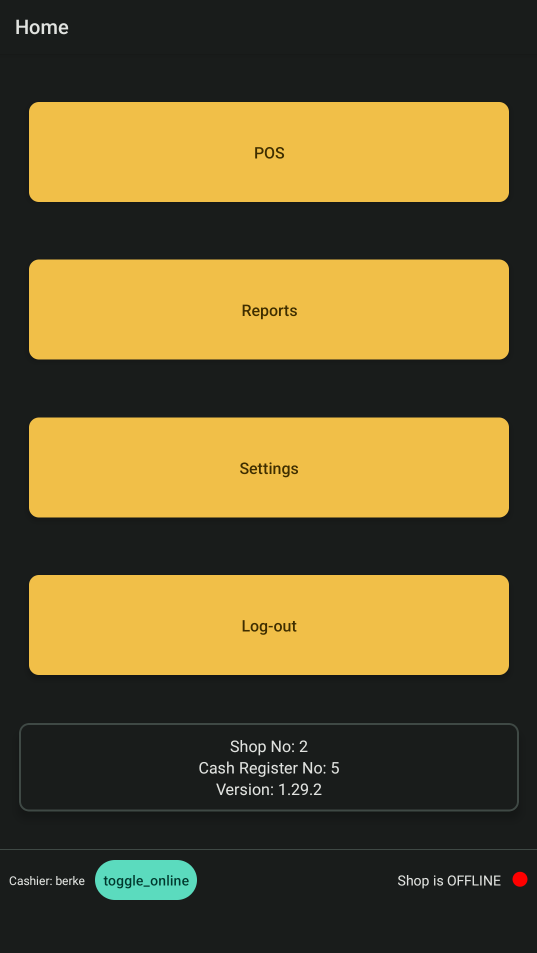 Home
POS
Reports
Settings
Log-out
Shop No: 2
Cash Register No: 5
Version: 1.29.2
Cashier: berke toggle_online Shop is OFFLINE